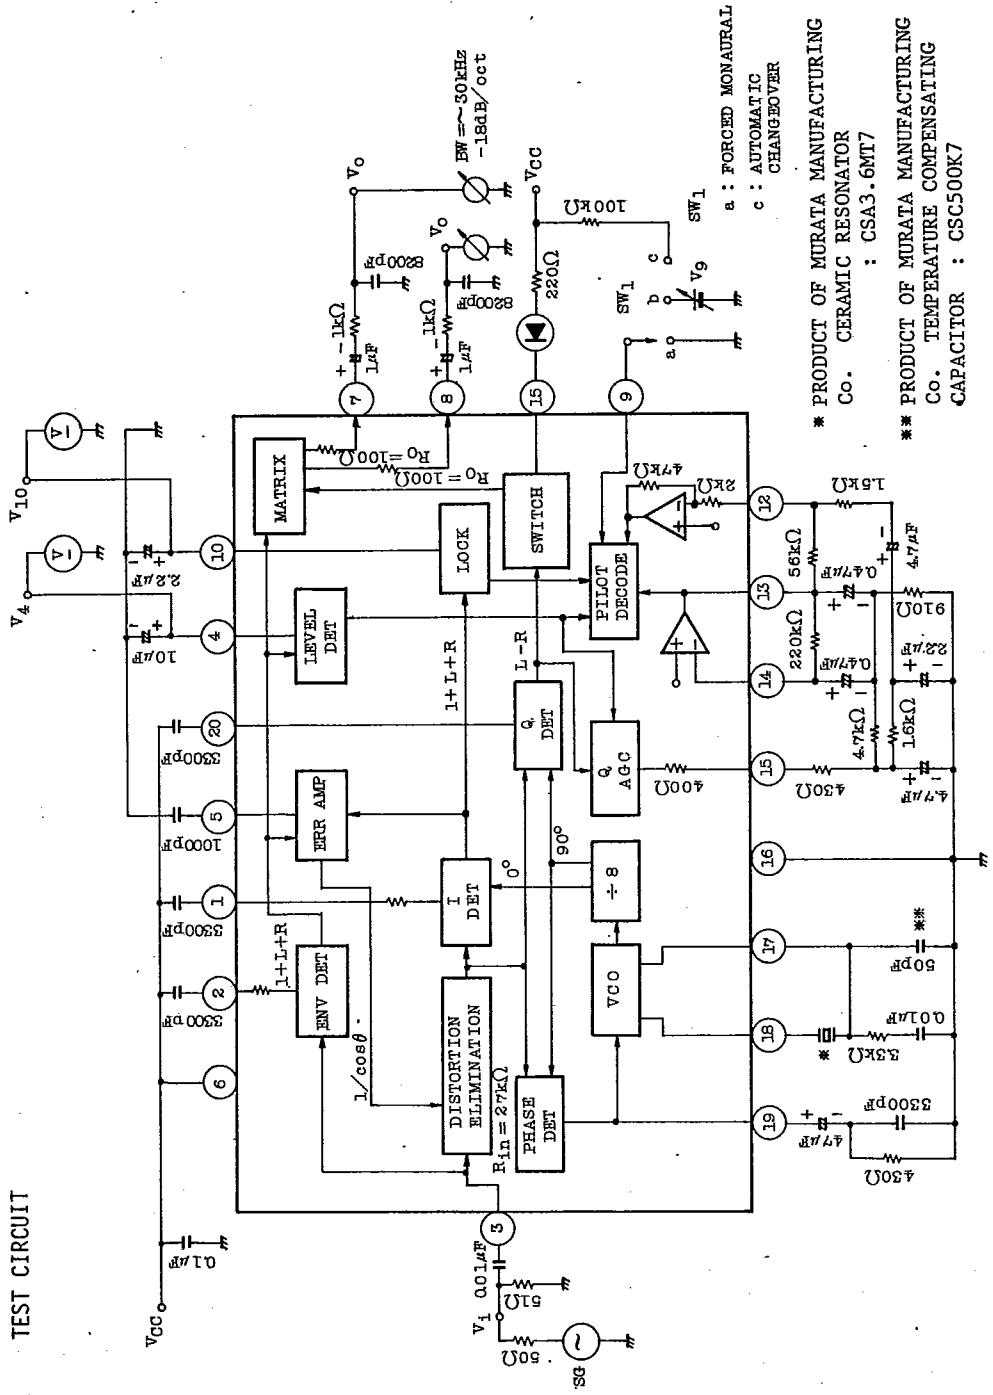 TEST CIRCUIT
VCC
0.1μF
6
3300pF
2
3300pF
1
1000pF
5
3300pF
20
10μF
4
2.2μF
10
V4
V10
V-
V-
1+L+R
ENV DET
ERR AMP
LEVEL
DET
MATRIX
RO=100Ω
RO=100Ω
1/cosθ
DISTORTION
ELIMINATION
Rin=27kΩ
I
DET
1+L+R
LOCK
SWITCH
0°
90°
Q
DET
L-R
PHASE
DET
VCO
÷8
Q
AGC
400Ω
PILOT
DECODE
+
-
+
-
47kΩ
2kΩ
SG
50Ω
Vi
51Ω
0.01μF
3
7
+ -
1μF
1kΩ
8200pF
VO
BW=~30kHz
-18dB/oct
8
+ -
1μF
1kΩ
8200pF
VO
15
220Ω
VCC
100kΩ
9
SW1
a
b
c
V9
SW1
a : FORCED MONAURAL
c : AUTOMATIC
CHANGEOVER
19
47μF
+
-
430Ω
3300pF
18
*
3.3kΩ
0.01μF
17
50pF
**
16
15
430Ω
4.7μF
+
-
4.7kΩ
1.6kΩ
14
0.47μF
+
-
2.2μF
+
-
220kΩ
13
0.47μF
+
-
910Ω
56kΩ
12
1.5kΩ
4.7μF
+ -
* PRODUCT OF MURATA MANUFACTURING
Co. CERAMIC RESONATOR
: CSA3.6MT7
** PRODUCT OF MURATA MANUFACTURING
Co. TEMPERATURE COMPENSATING
CAPACITOR : CSC500K7